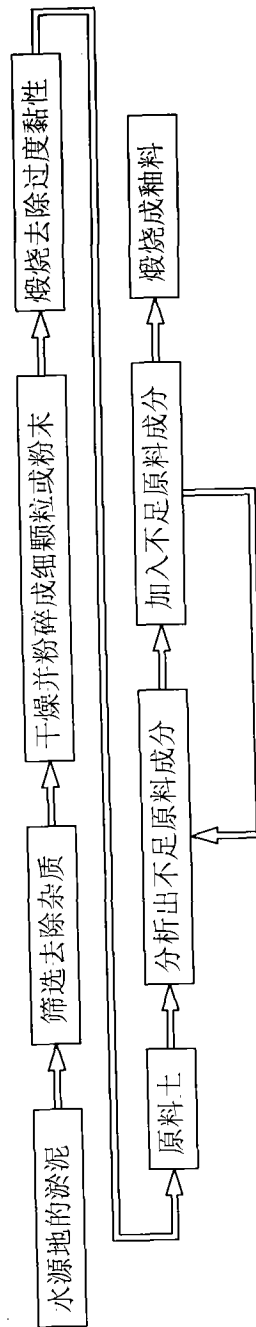 水源地的淤泥
筛选去除杂质
干燥并粉碎成细颗粒或粉末
煅烧去除过度黏性
原料土
分析出不足原料成分
加入不足原料成分
煅烧成釉料